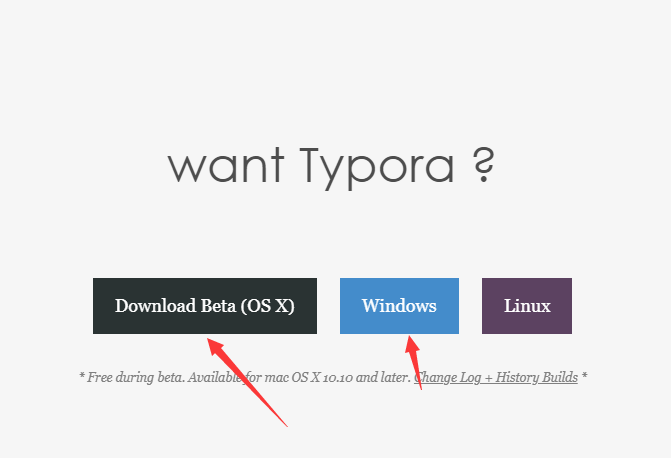 want Typora ?
Download Beta (OS X)
Windows
Linux
* Free during beta. Available for mac OS X 10.10 and later. Change Log + History Builds *